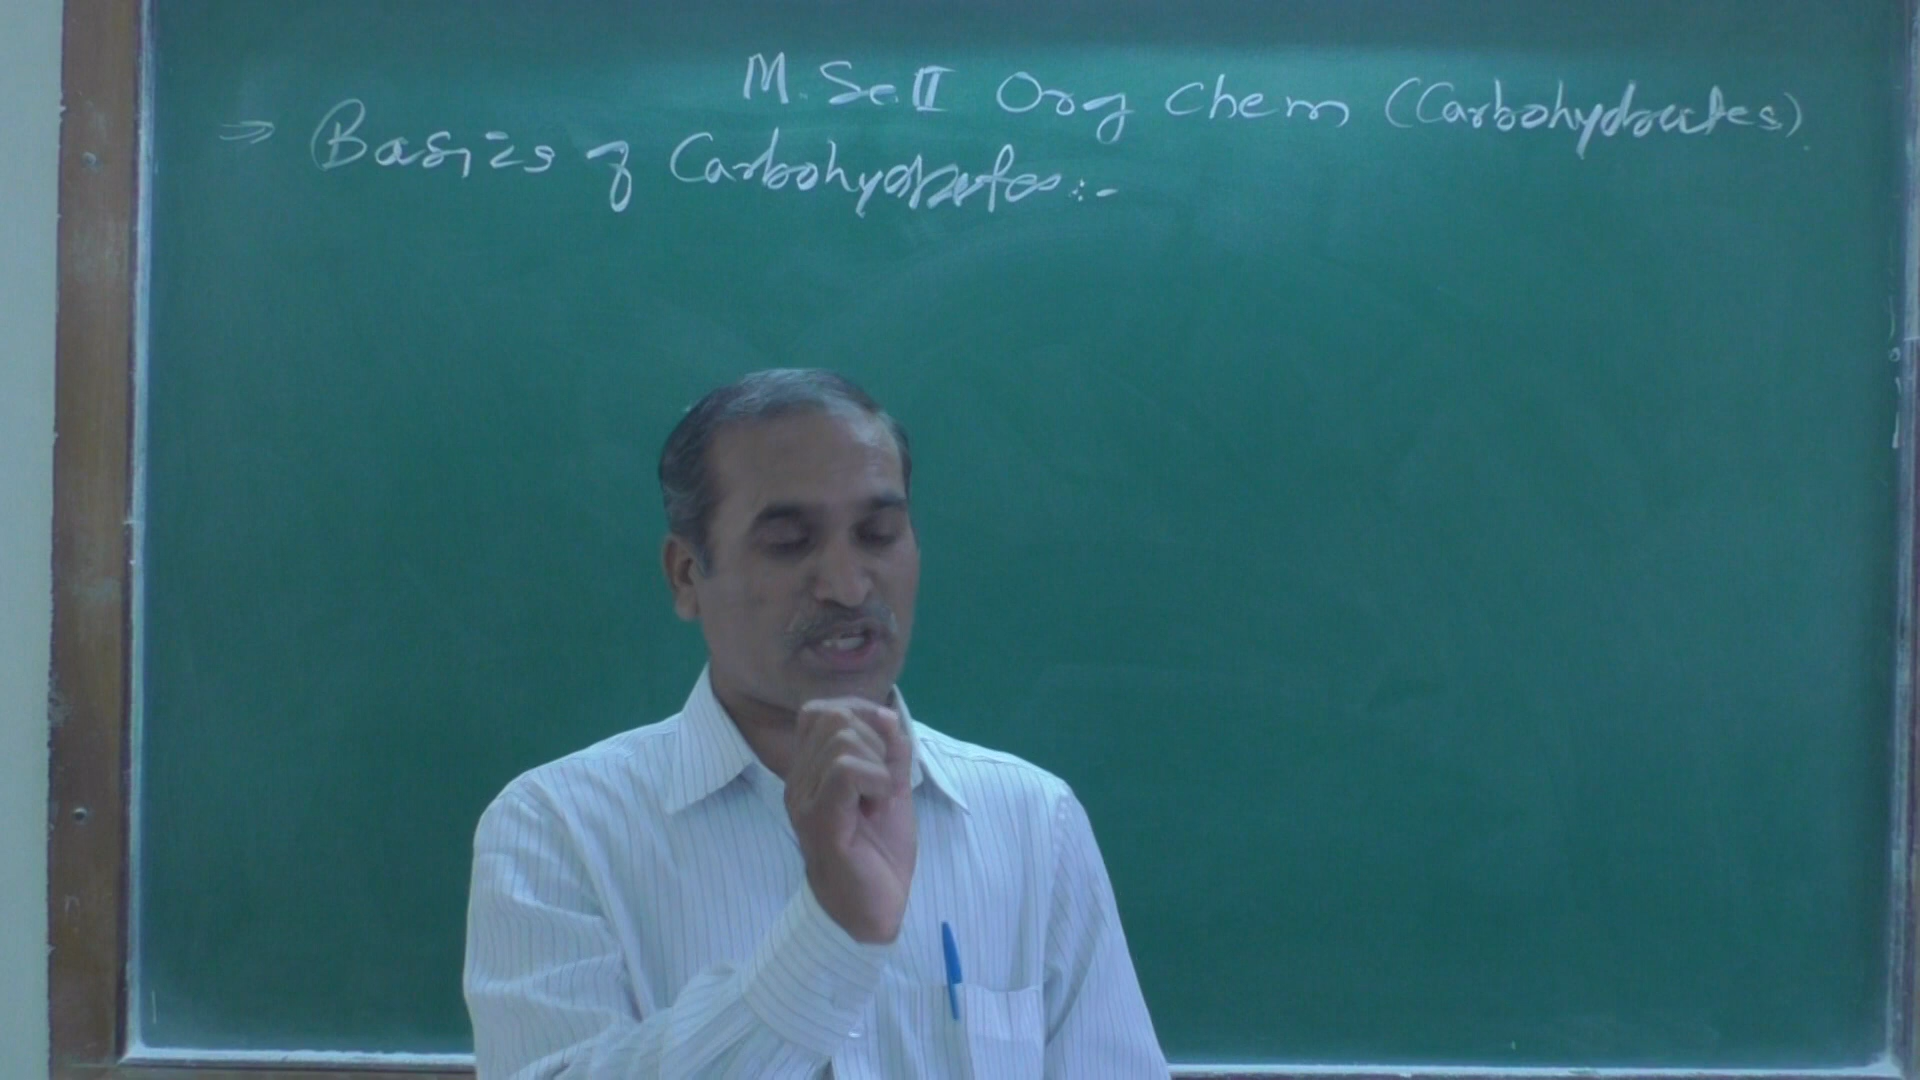 M.Sc.II Org Chem (Carbohydrates)
⇒ Basics of Carbohydrates:-